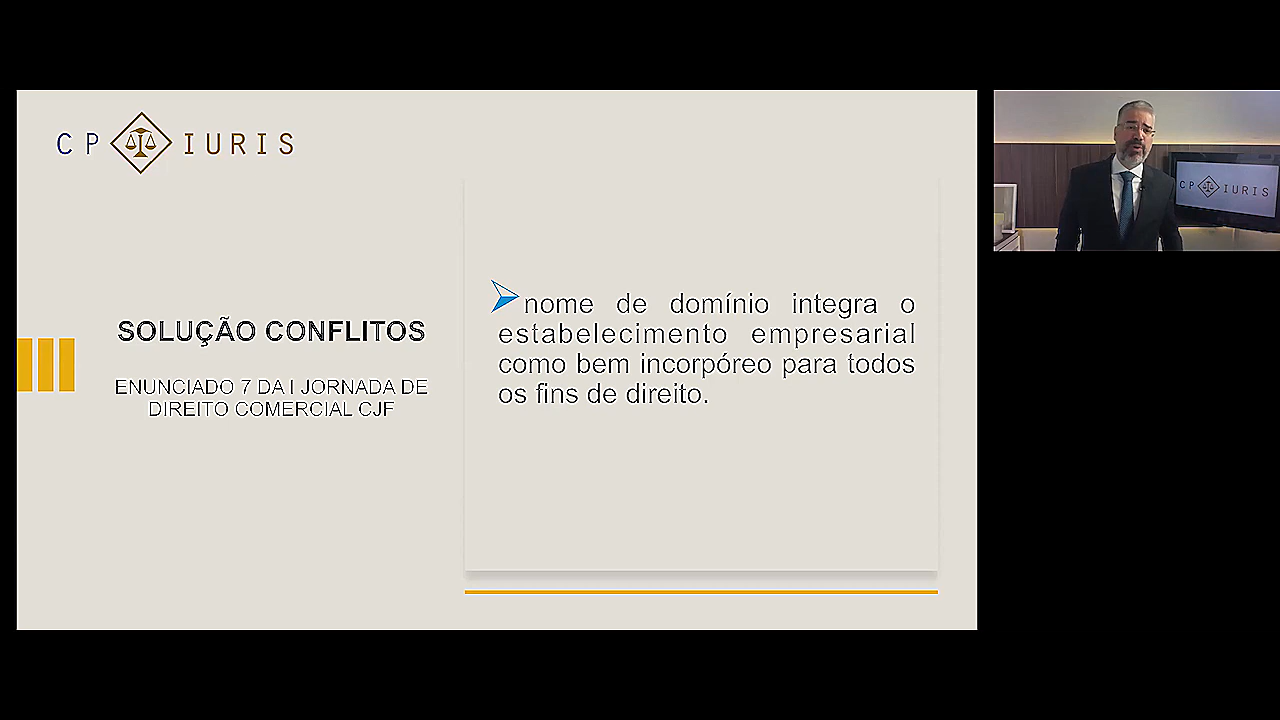 CP IURIS
SOLUÇÃO CONFLITOS
ENUNCIADO 7 DA I JORNADA DE
DIREITO COMERCIAL CJF
nome de domínio integra o
estabelecimento empresarial
como bem incorpóreo para todos
os fins de direito.
CP IURIS